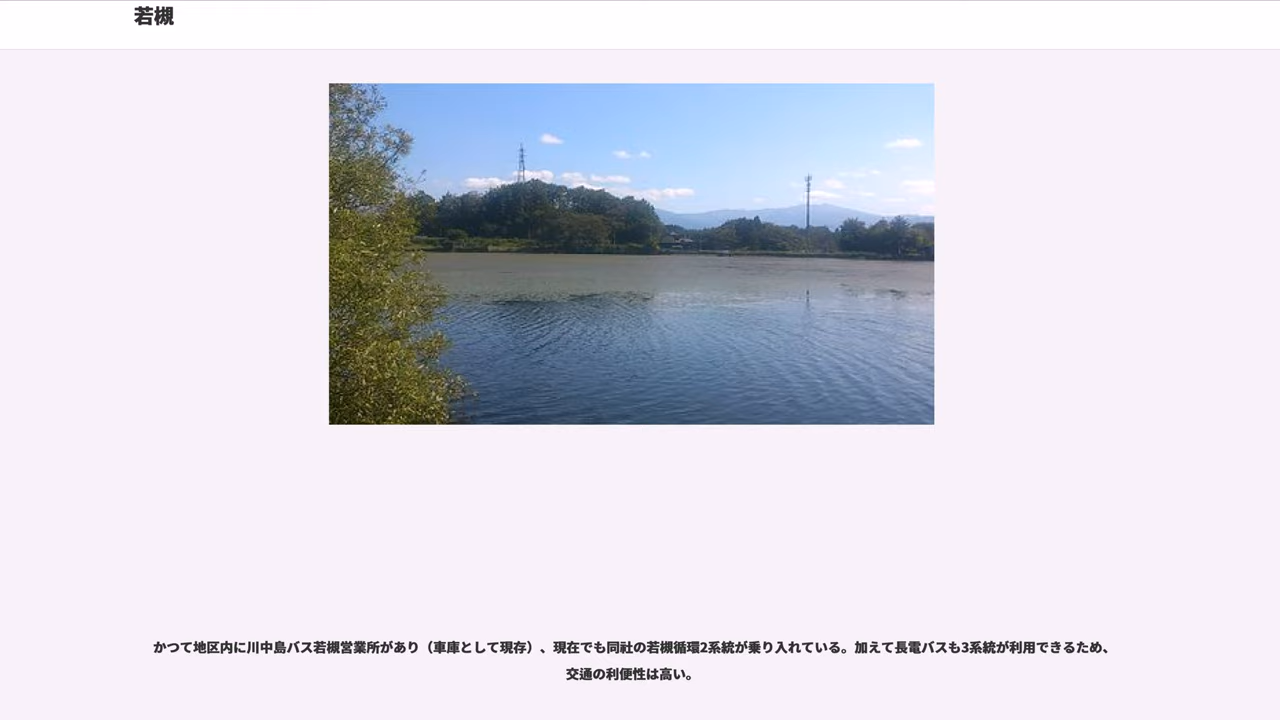 若槻
かつて地区内に川中島バス若槻営業所があり（車庫として現存）、現在でも同社の若槻循環2系統が乗り入れている。加えて長電バスも3系統が利用できるため、
交通の利便性は高い。